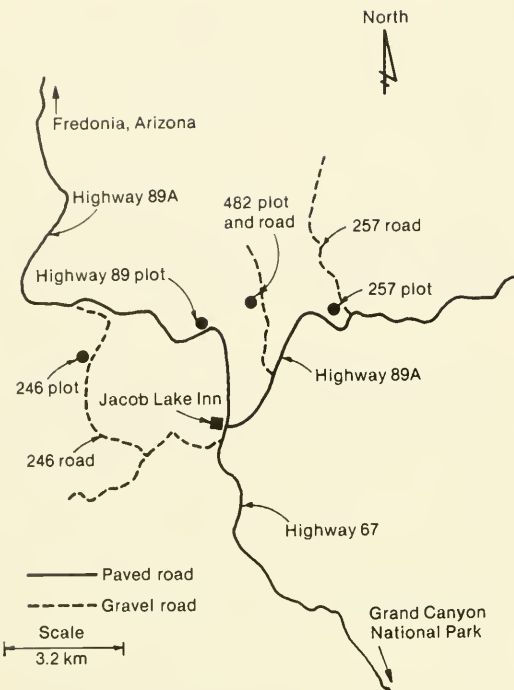 North
Fredonia, Arizona
Highway 89A
482 plot
and road
257 road
Highway 89 plot
257 plot
246 plot
Highway 89A
Jacob Lake Inn
246 road
Highway 67
Paved road
Gravel road
Scale
3.2 km
Grand Canyon
National Park